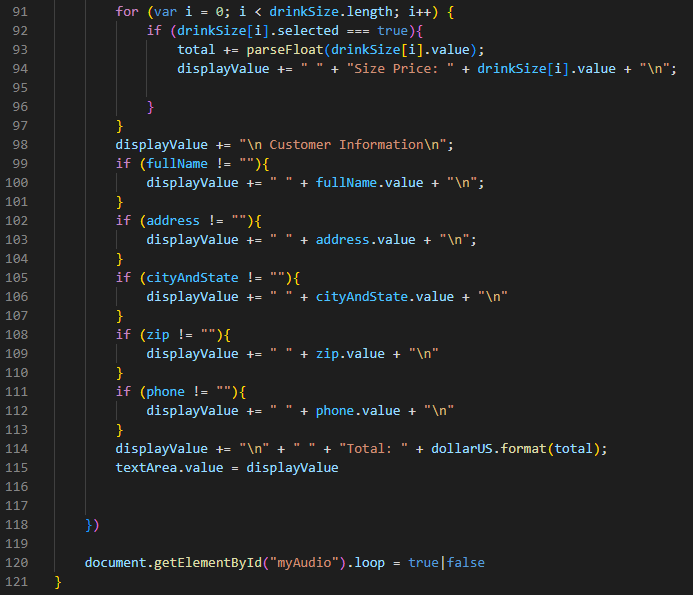 91 for (var i = 0; i < drinkSize.length; i++) {
92 if (drinkSize[i].selected === true){
93 total += parseFloat(drinkSize[i].value);
94 displayValue += " " + "Size Price: " + drinkSize[i].value + "\n";
95
96 }
97 }
98 displayValue += "\n Customer Information\n";
99 if (fullName != ""){
100 displayValue += " " + fullName.value + "\n";
101 }
102 if (address != ""){
103 displayValue += " " + address.value + "\n";
104 }
105 if (cityAndState != ""){
106 displayValue += " " + cityAndState.value + "\n"
107 }
108 if (zip != ""){
109 displayValue += " " + zip.value + "\n"
110 }
111 if (phone != ""){
112 displayValue += " " + phone.value + "\n"
113 }
114 displayValue += "\n" + " " + "Total: " + dollarUS.format(total);
115 textArea.value = displayValue
116
117
118 })
119
120 document.getElementById("myAudio").loop = true|false
121 }